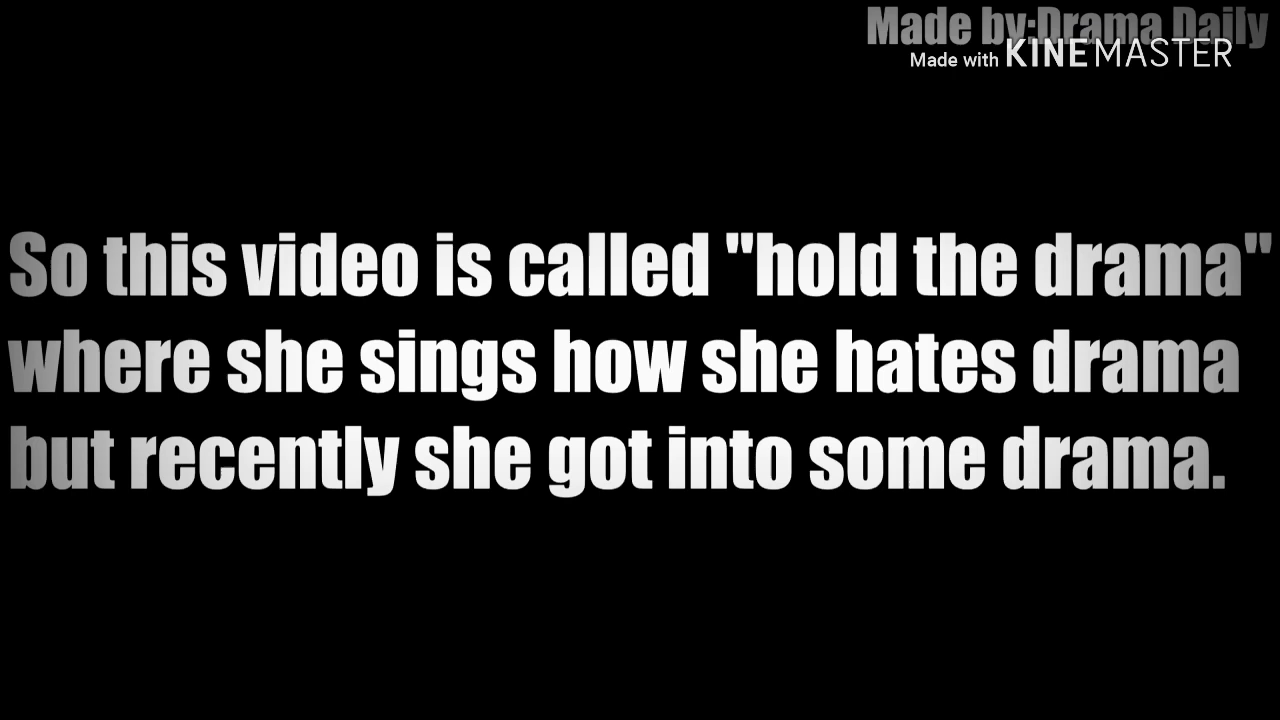 Made by:Drama Daily
Made with KINEMASTER
So this video is called "hold the drama"
where she sings how she hates drama
but recently she got into some drama.